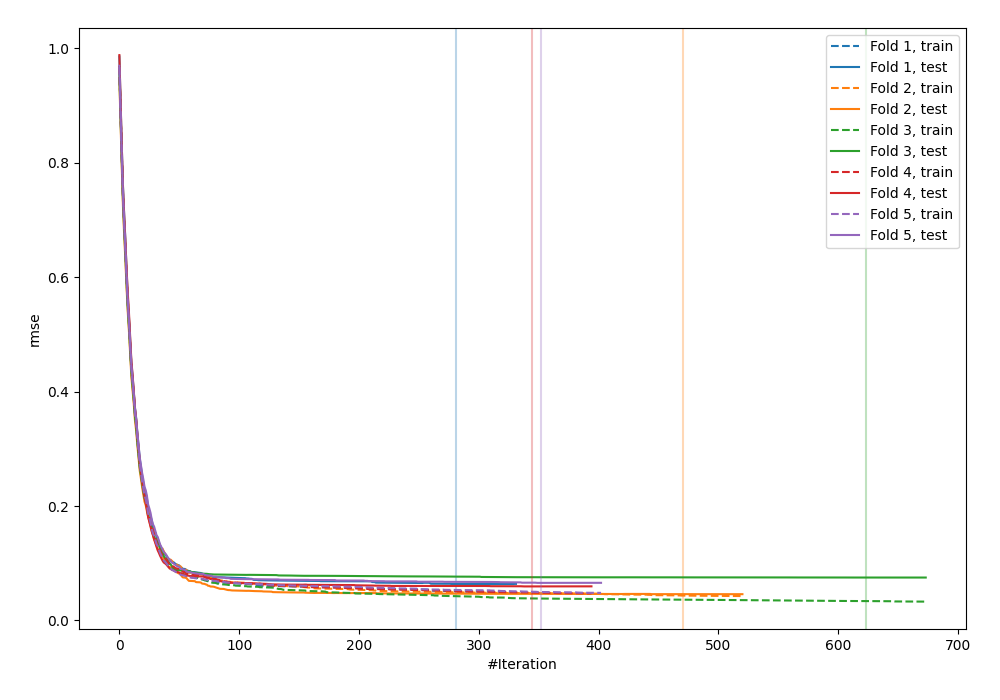 1.0
0.8
0.6
0.4
0.2
0.0
rmse
0 100 200 300 400 500 600 700
#Iteration
Fold 1, train
Fold 1, test
Fold 2, train
Fold 2, test
Fold 3, train
Fold 3, test
Fold 4, train
Fold 4, test
Fold 5, train
Fold 5, test